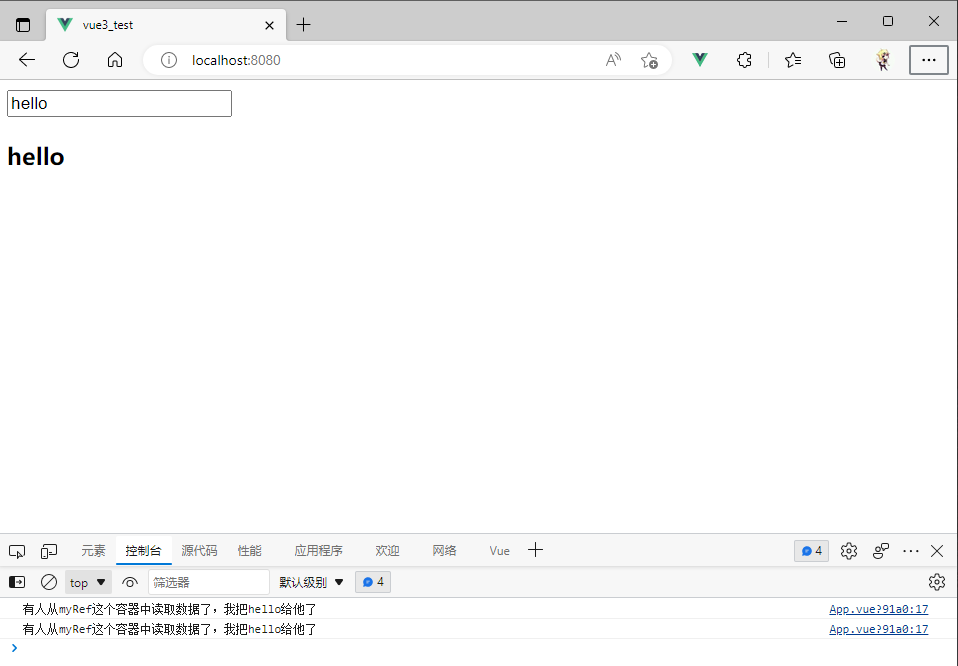 vue3_test
localhost:8080
hello
hello
元素 控制台 源代码 性能 应用程序 欢迎 网络 Vue 4
top 筛选器 默认级别 4
有人从myRef这个容器中读取数据了，我把hello给他了 App.vue?91a0:17
有人从myRef这个容器中读取数据了，我把hello给他了 App.vue?91a0:17